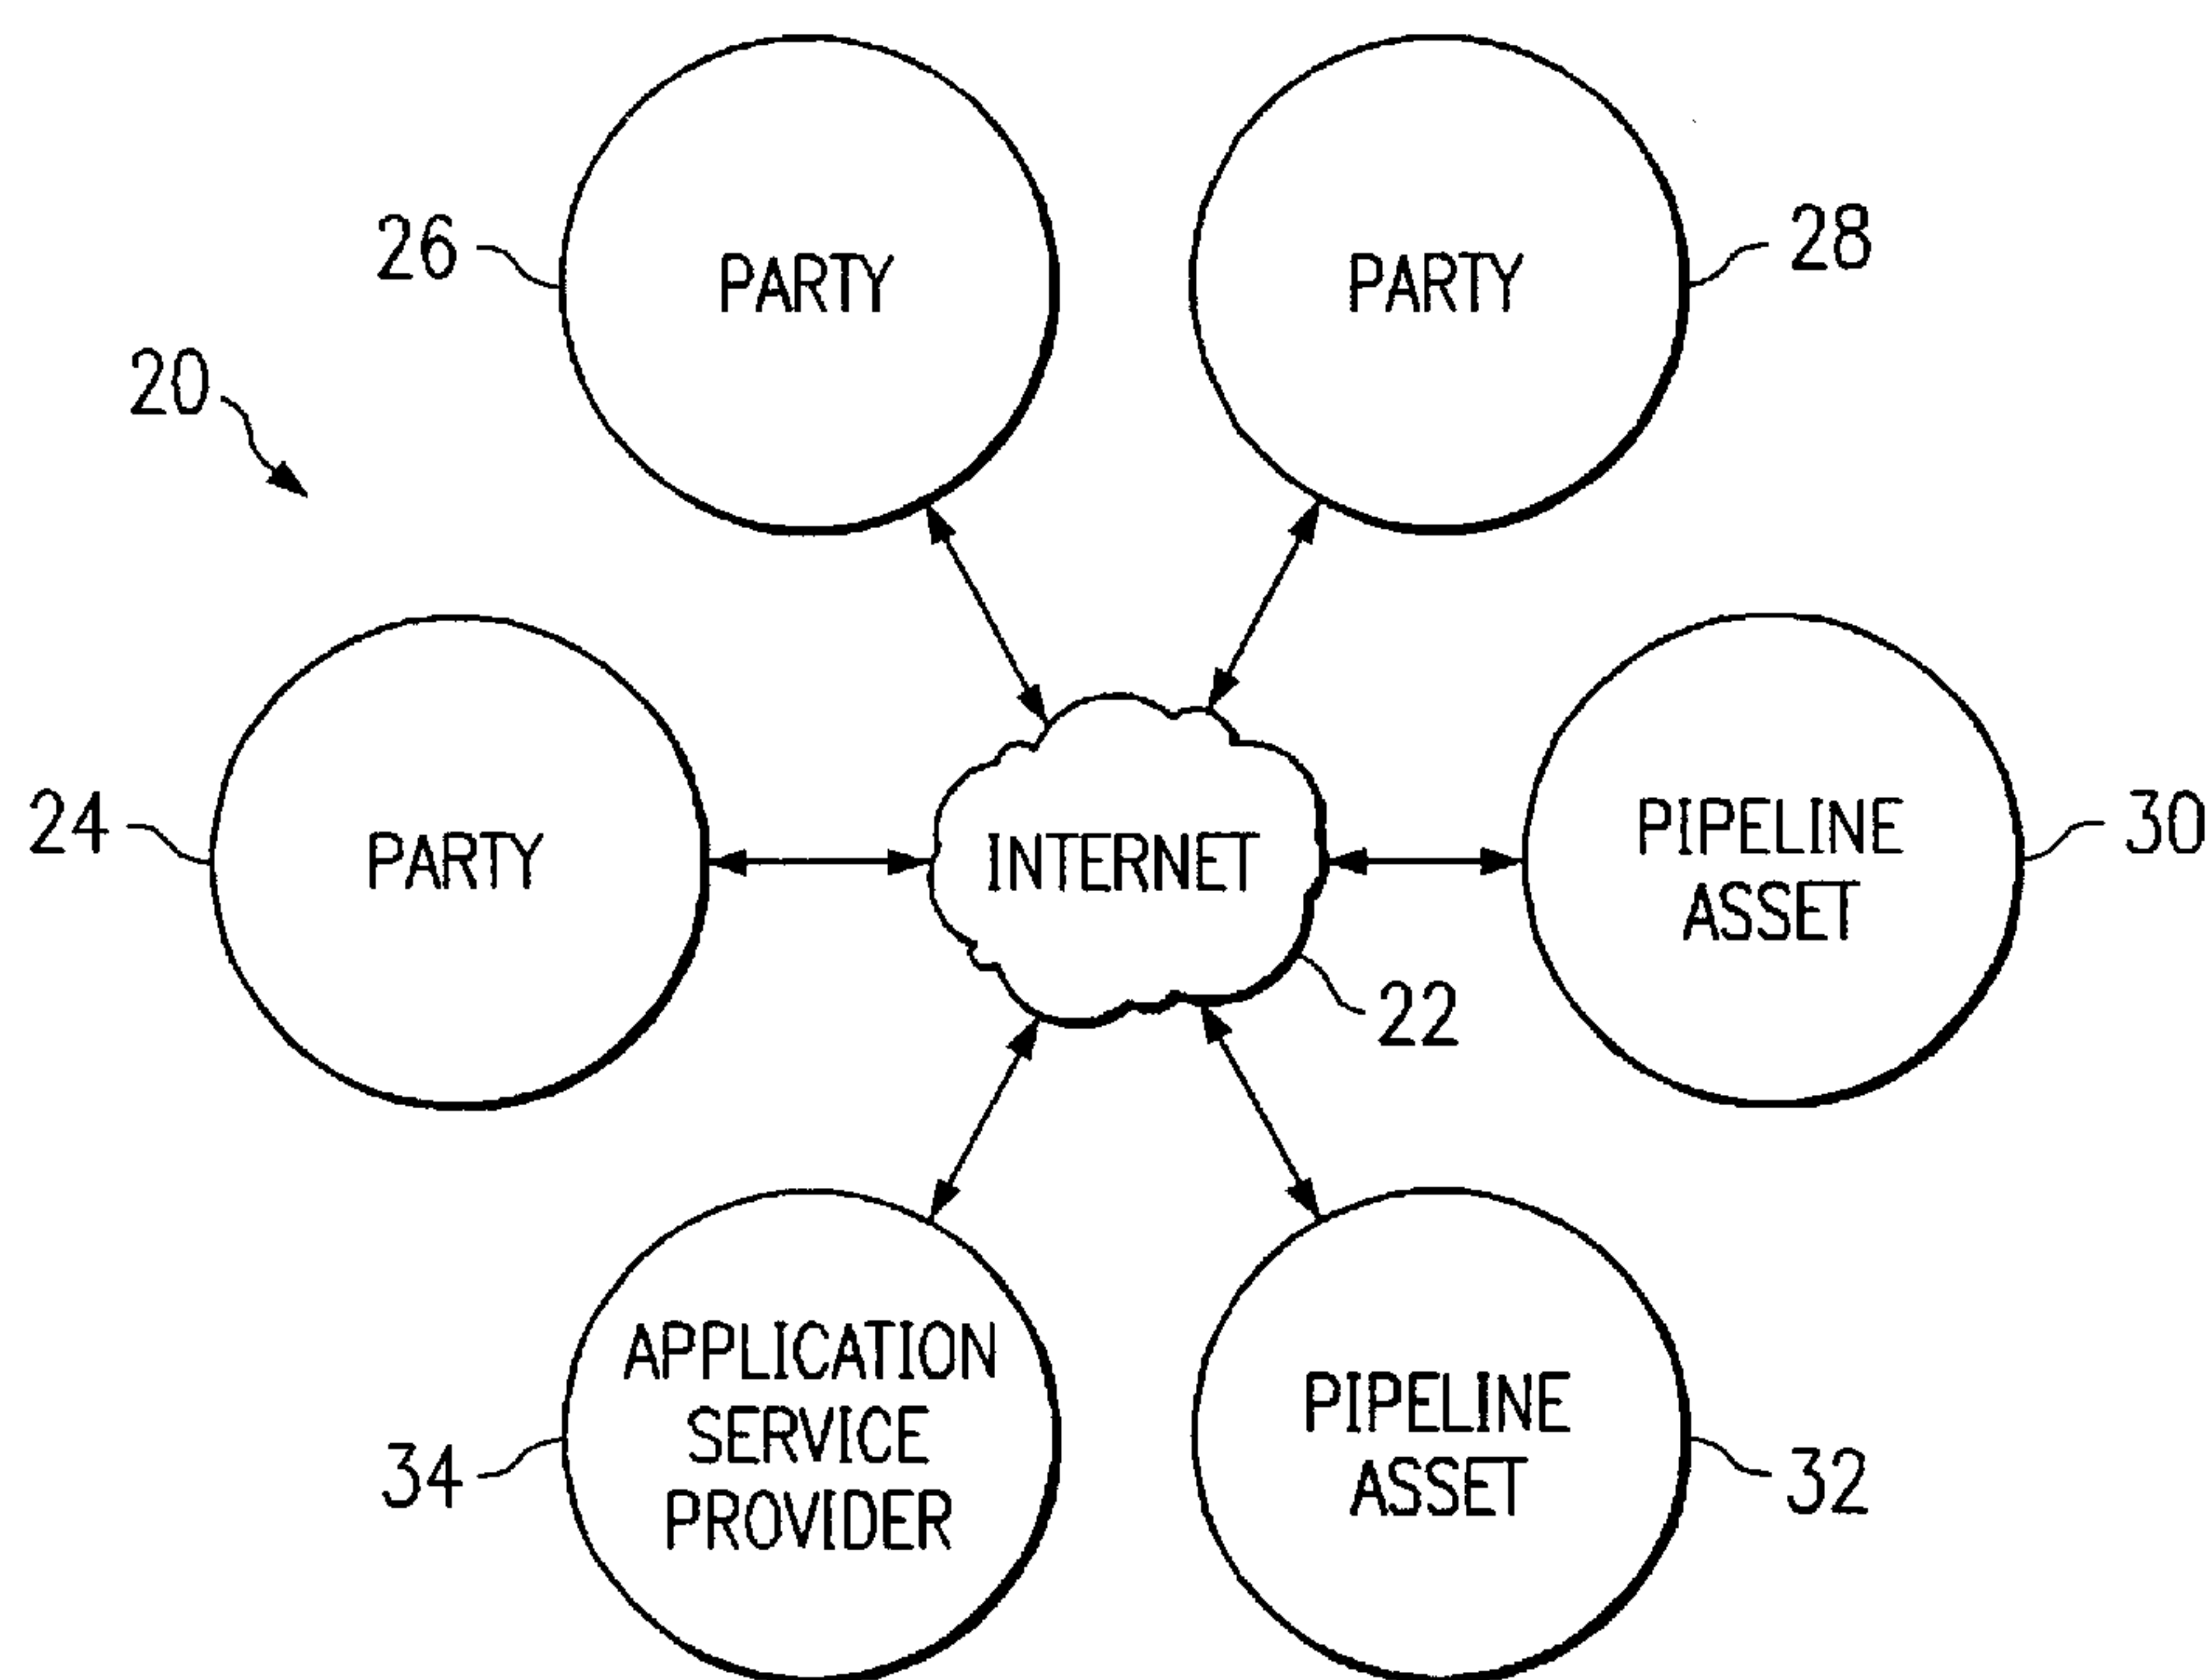 26
PARTY
PARTY
28
20
24
PARTY
INTERNET
PIPELINE
ASSET
30
22
APPLICATION
SERVICE
PROVIDER
34
PIPELINE
ASSET
32